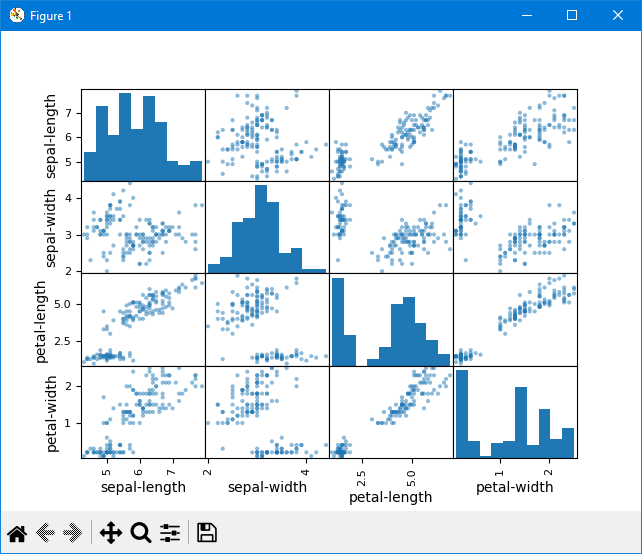 Figure 1
sepal-length
7
6
5
sepal-width
4
3
2
petal-length
5.0
2.5
petal-width
2
1
5 6 7 2 4 2.5 5.0 1 2
sepal-length sepal-width petal-length petal-width